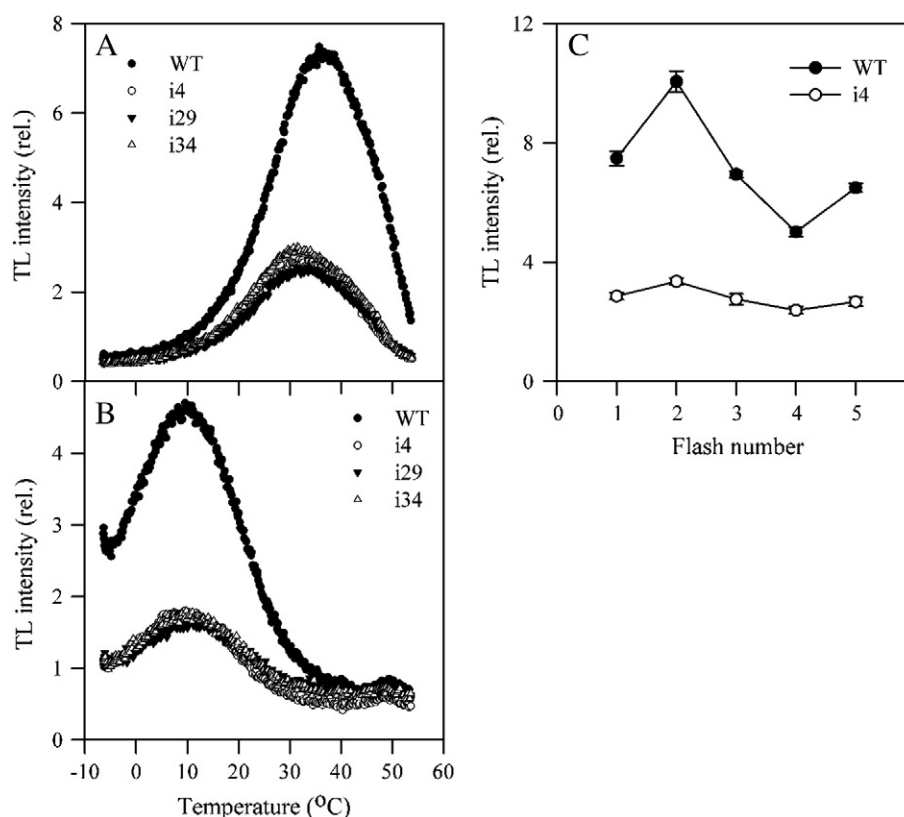 A
WT
i4
i29
i34
TL intensity (rel.)
8
6
4
2
0
B
WT
i4
i29
i34
TL intensity (rel.)
4
3
2
1
0
-10 0 10 20 30 40 50 60
Temperature (°C)
C
WT
i4
TL intensity (rel.)
12
8
4
0
0 1 2 3 4 5
Flash number